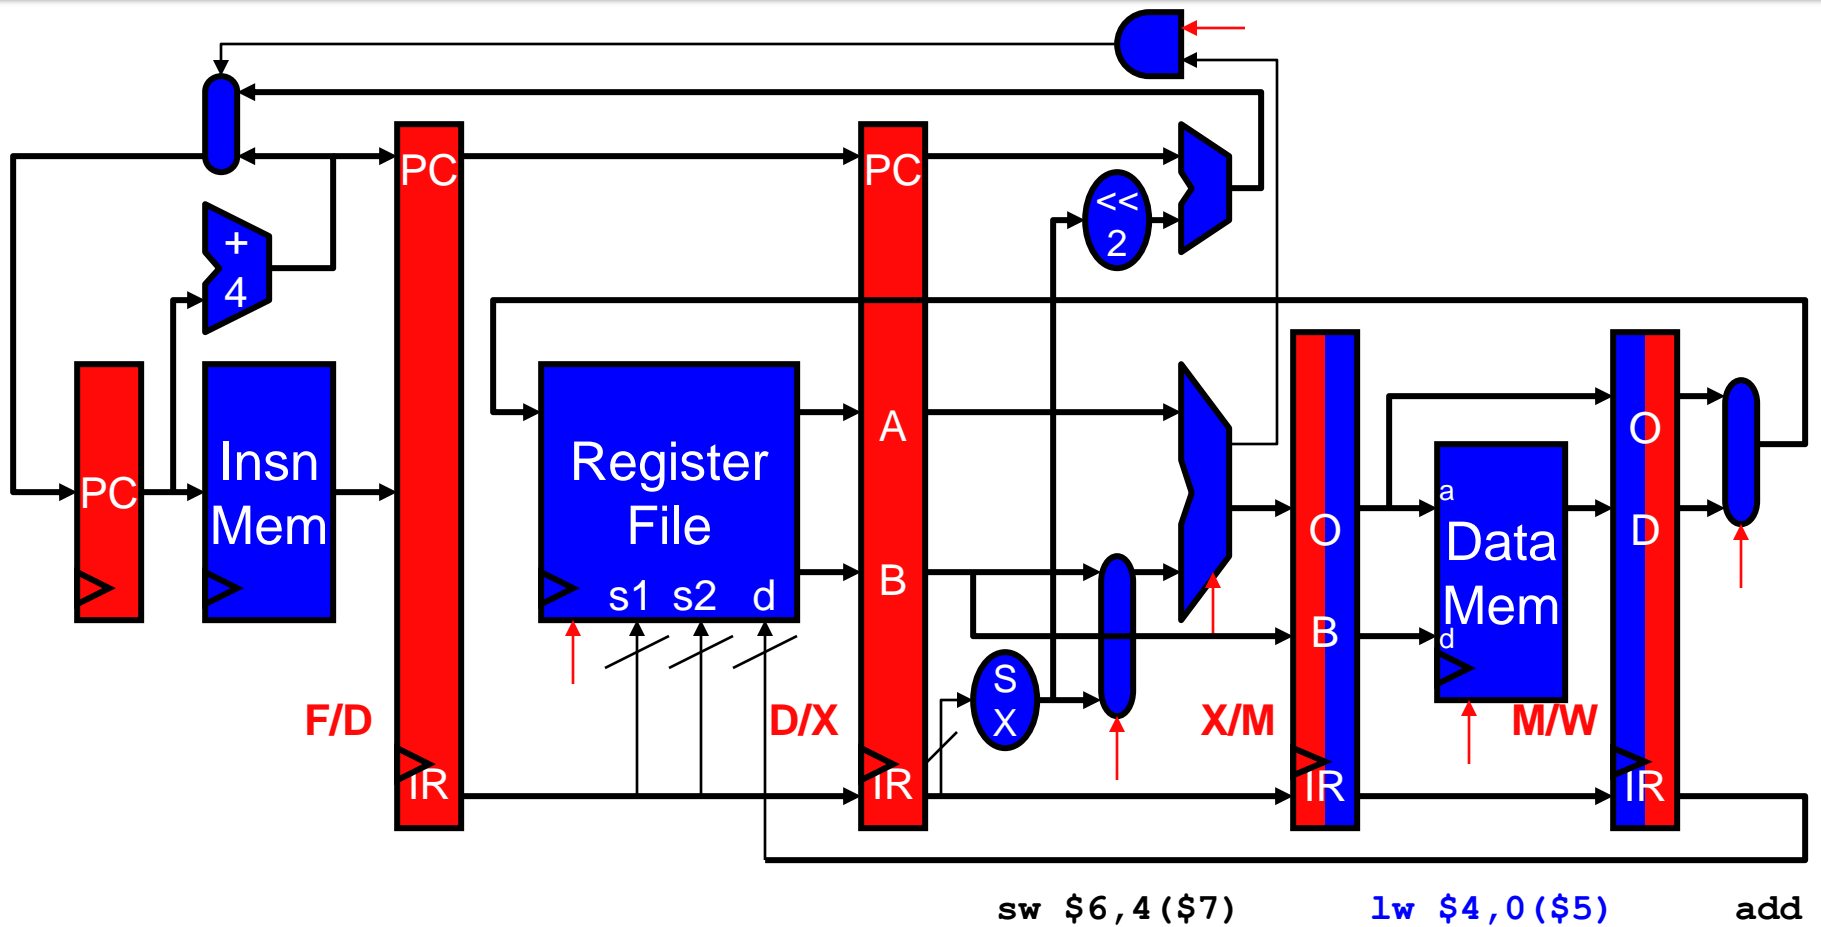 +
4
<<
2
PC
PC
PC
Insn
Mem
Register
File
s1 s2 d
A
B
S
X
O
B
a
Data
Mem
d
O
D
F/D
D/X
X/M
M/W
IR
IR
IR
IR
sw $6,4($7) lw $4,0($5) add